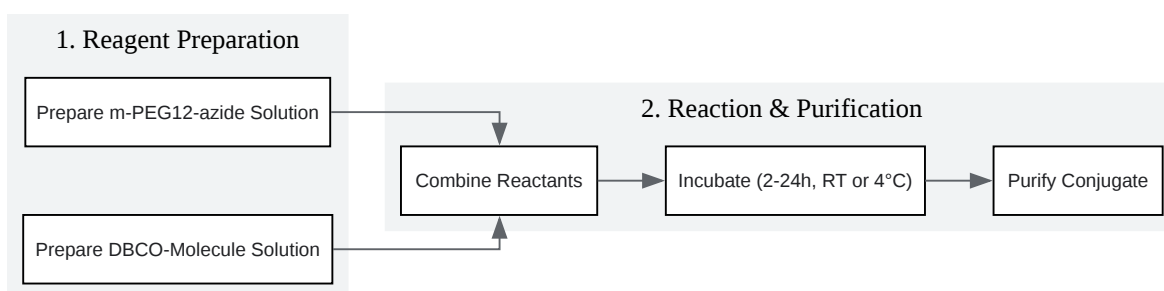 1. Reagent Preparation
Prepare m-PEG12-azide Solution
Prepare DBCO-Molecule Solution
2. Reaction & Purification
Combine Reactants
Incubate (2-24h, RT or 4°C)
Purify Conjugate